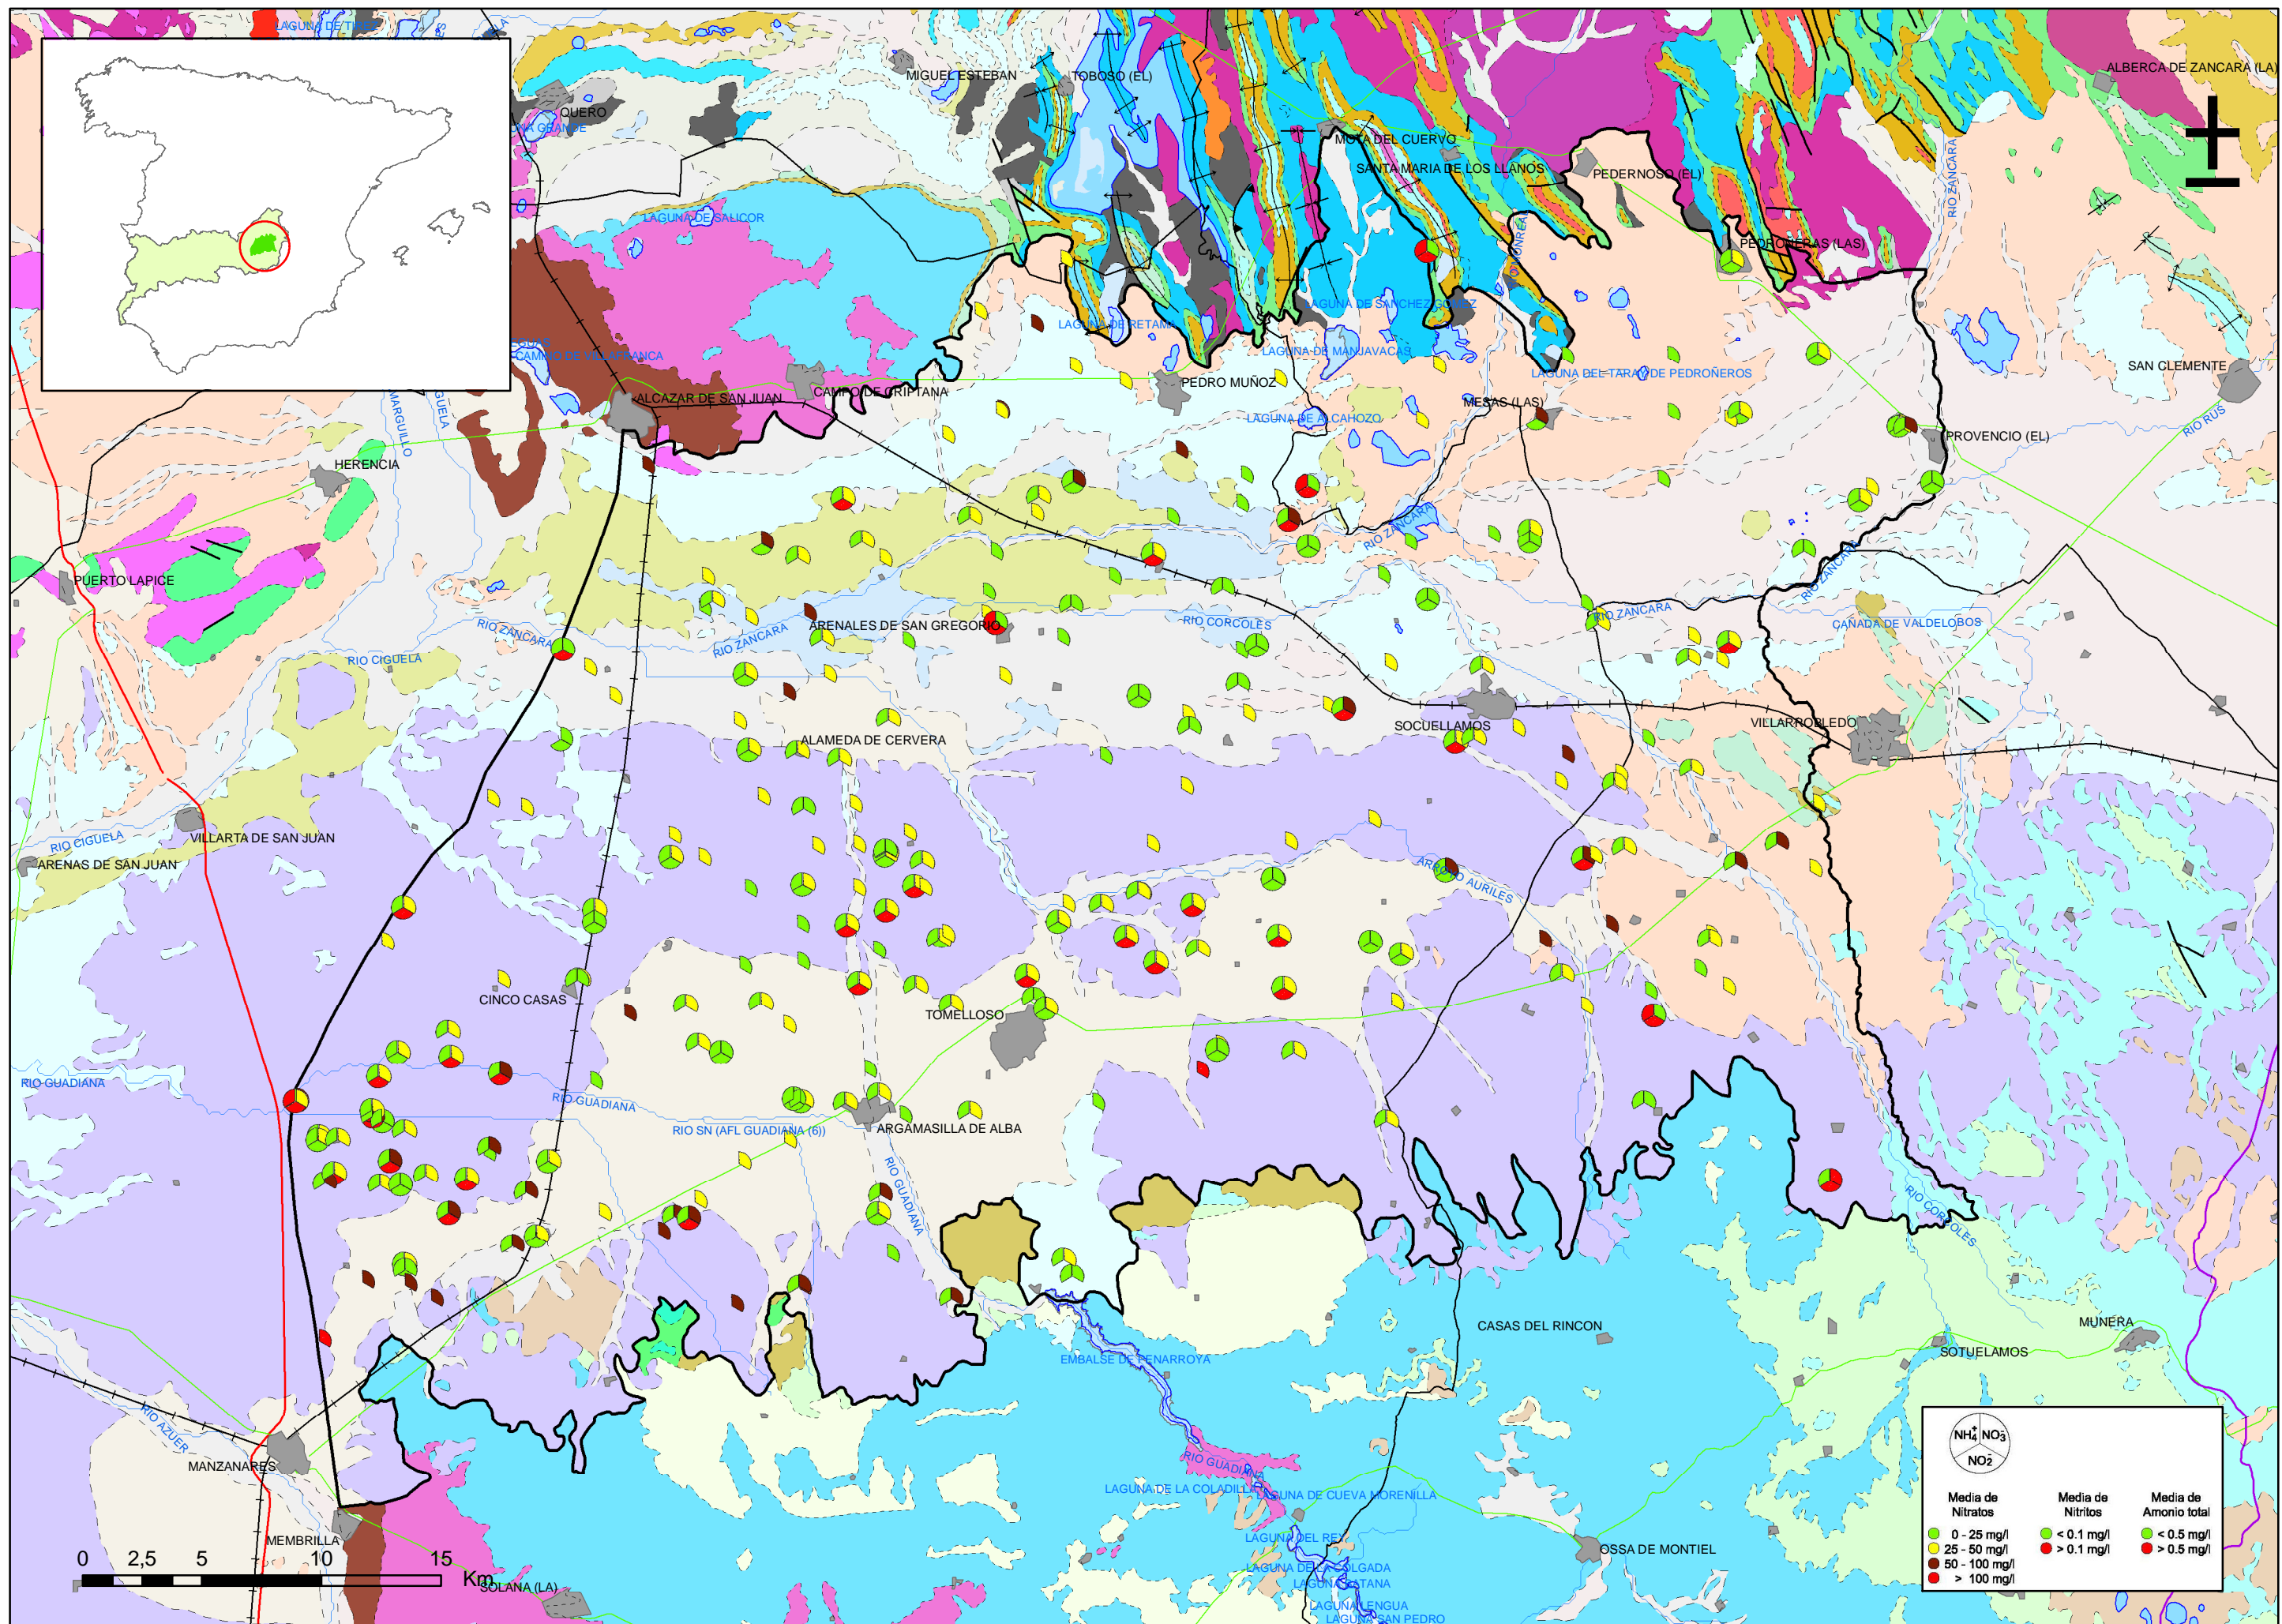 LAGUNA DE TIREZ
MIGUEL ESTEBAN
TOBOSO (EL)
ALBERCA DE ZANCARA (LA)
QUERO
GRANDE
MOTA DEL CUERVO
SANTA MARIA DE LOS LLANOS
PEDERNOSO (EL)
RIO ZANCARA
LAGUNA DE SALICOR
PEDROÑERAS (LAS)
LAGUNA DE SANCHEZ GOMEZ
LAGUNA DE RETAMA
CAMINO DE VILLAFRANCA
LAGUNA DE MANJAVACAS
LAGUNA DEL TARAY DE PEDROÑEROS
SAN CLEMENTE
PEDRO MUÑOZ
CAMPO DE CRIPTANA
ALCAZAR DE SAN JUAN
MESAS (LAS)
LAGUNA DE ALCAHOZO
RIO RUS
PROVENCIO (EL)
HERENCIA
RIO ZANCARA
RIO ZANCARA
PUERTO LAPICE
RIO ZANCARA
CAÑADA DE VALDELOBOS
RIO CORCOLES
ARENALES DE SAN GREGORIO
RIO ZANCARA
RIO ZANCARA
RIO CIGUELA
SOCUELLAMOS
VILLARROBLEDO
ALAMEDA DE CERVERA
VILLARTA DE SAN JUAN
RIO CIGUELA
ARENAS DE SAN JUAN
ARROYO AURILES
CINCO CASAS
TOMELLOSO
RIO GUADIANA
RIO GUADIANA
RIO SN (AFL GUADIANA (6))
ARGAMASILLA DE ALBA
RIO GUADIANA
RIO CORCOLES
CASAS DEL RINCON
MUNERA
SOTUELAMOS
EMBALSE DE PEÑARROYA
RIO AZUER
MANZANARES
RIO GUADIANA
LAGUNA DE LA COLADILLA
LAGUNA DE CUEVA MORENILLA
MEMBRILLA
LAGUNA DEL REY
OSSA DE MONTIEL
LAGUNA DE LA COLGADA
LAGUNA BATANA
LAGUNA LENGUA
LAGUNA SAN PEDRO
SOLANA (LA)
0 2,5 5 10 15
Km
NH4+ NO3-
NO2-
Media de Nitratos
0 - 25 mg/l
25 - 50 mg/l
50 - 100 mg/l
> 100 mg/l
Media de Nitritos
< 0.1 mg/l
> 0.1 mg/l
Media de Amonio total
< 0.5 mg/l
> 0.5 mg/l